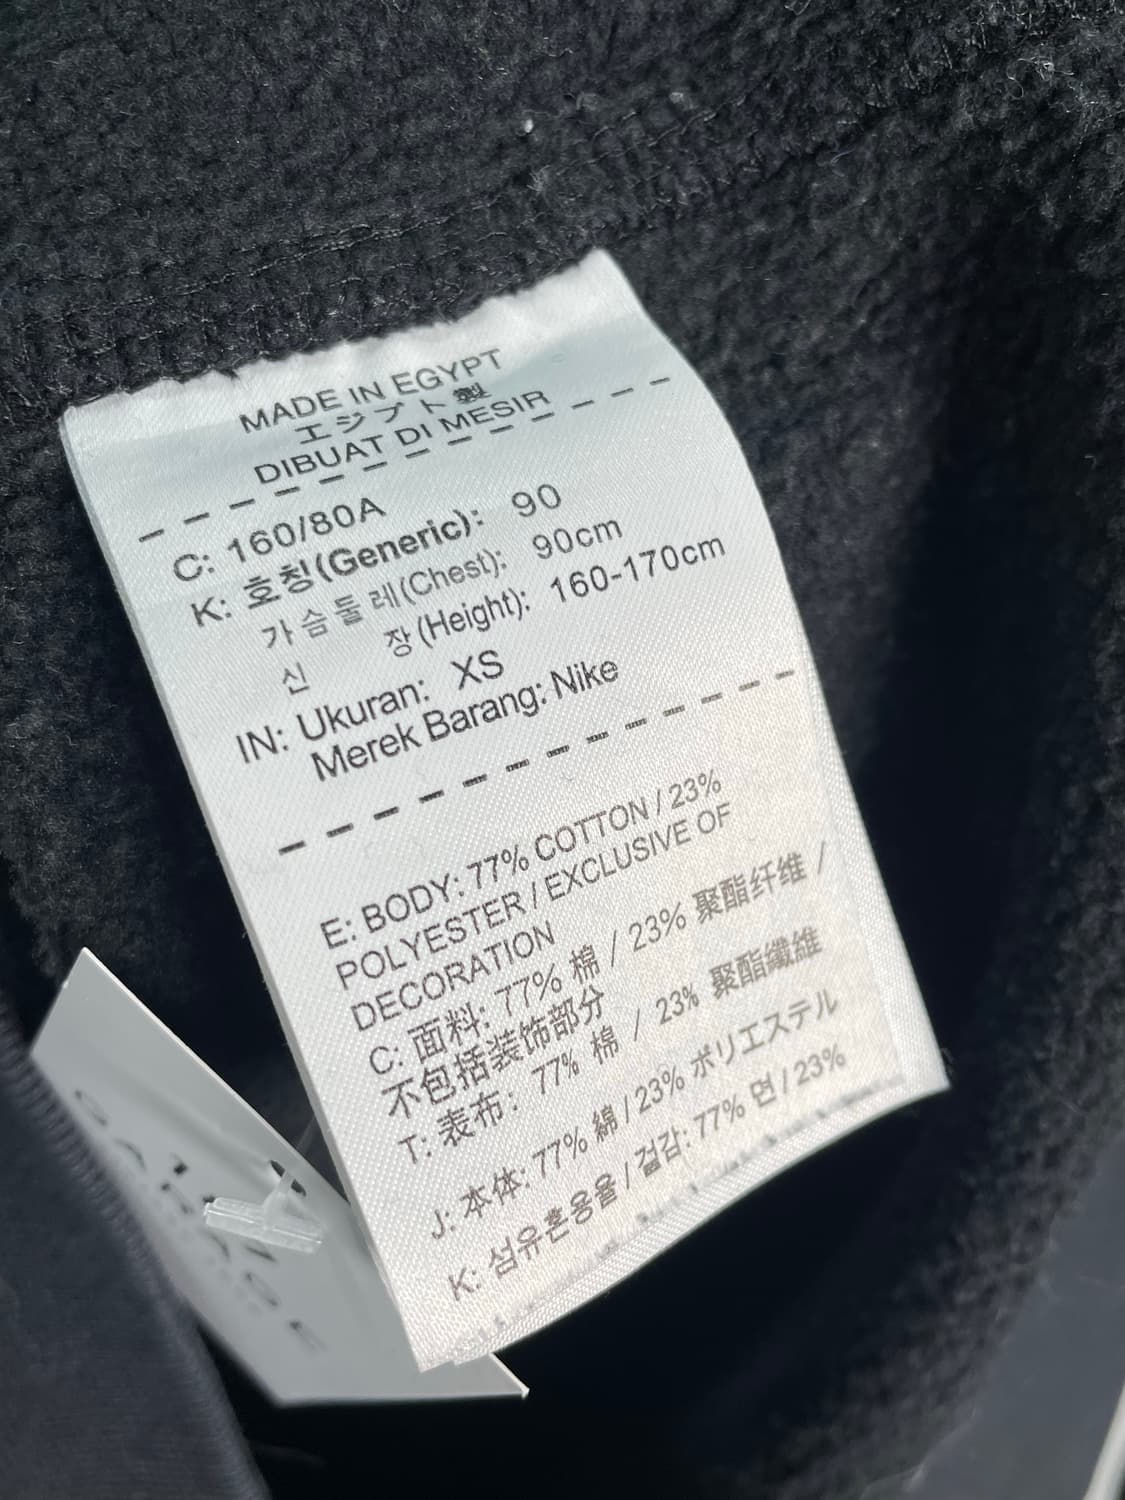 MADE IN EGYPT
エジプト製
DIBUAT DI MESIR
C: 160/80A
K: 호칭(Generic): 90
가슴둘레(Chest): 90cm
신 장(Height): 160-170cm
IN: Ukuran: XS
Merek Barang: Nike
E: BODY: 77% COTTON / 23%
POLYESTER / EXCLUSIVE OF
DECORATION
C: 面料: 77% 棉 / 23% 聚酯纤维 /
不包括装饰部分
T: 表布: 77% 棉 / 23% 聚酯纖維
J: 本体: 77% 綿 / 23% ポリエステル
K: 섬유혼용율 / 겉감: 77% 면 / 23%